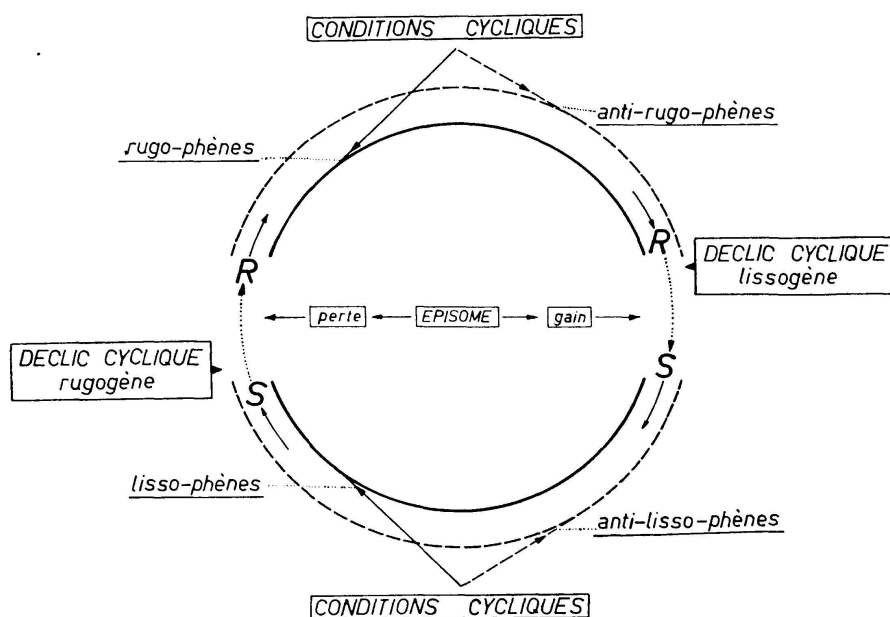 CONDITIONS CYCLIQUES
anti-rugo-phènes
rugo-phènes
R
R
DECLIC CYCLIQUE
lissogène
perte
EPISOME
gain
DECLIC CYCLIQUE
rugogène
S
S
lisso-phènes
anti-lisso-phènes
CONDITIONS CYCLIQUES